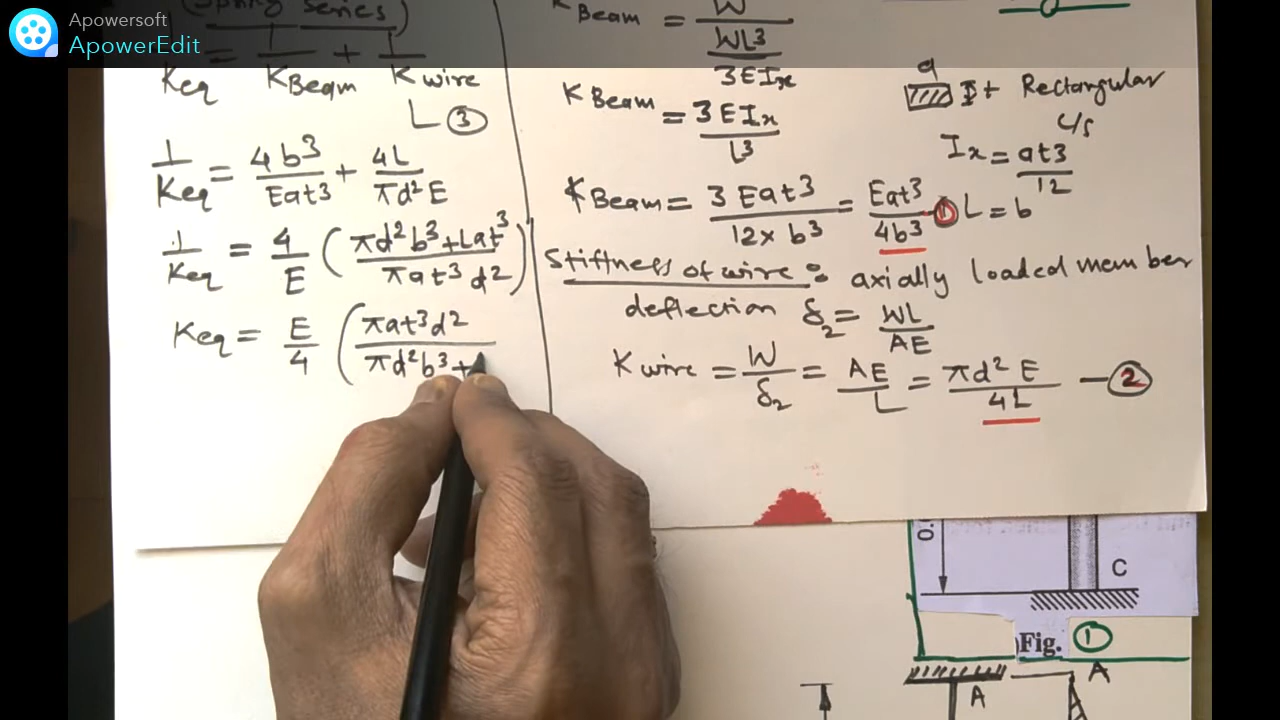 Apowersoft
ApowerEdit
(Spring series)
1/Keq = 1/KBeam + 1/Kwire
L ③
1/Keq = 4b³/Eat³ + 4L/πd²E
1/Keq = 4/E (πd²b³+Lat³/πat³d²)
Keq = E/4 (πat³d²/πd²b³+
KBeam = W/(WL³/3EIx)
KBeam = 3EIx/L³
a
t Rectangular
C/s
Ix = at3/12
KBeam = 3Eat³/12×b³ = Eat³/4b³ - ① L=b
Stiffness of wire: axially loaded member
deflection δ₂ = WL/AE
Kwire = W/δ₂ = AE/L = πd²E/4L - ②
0.
C
Fig. ①
A
A